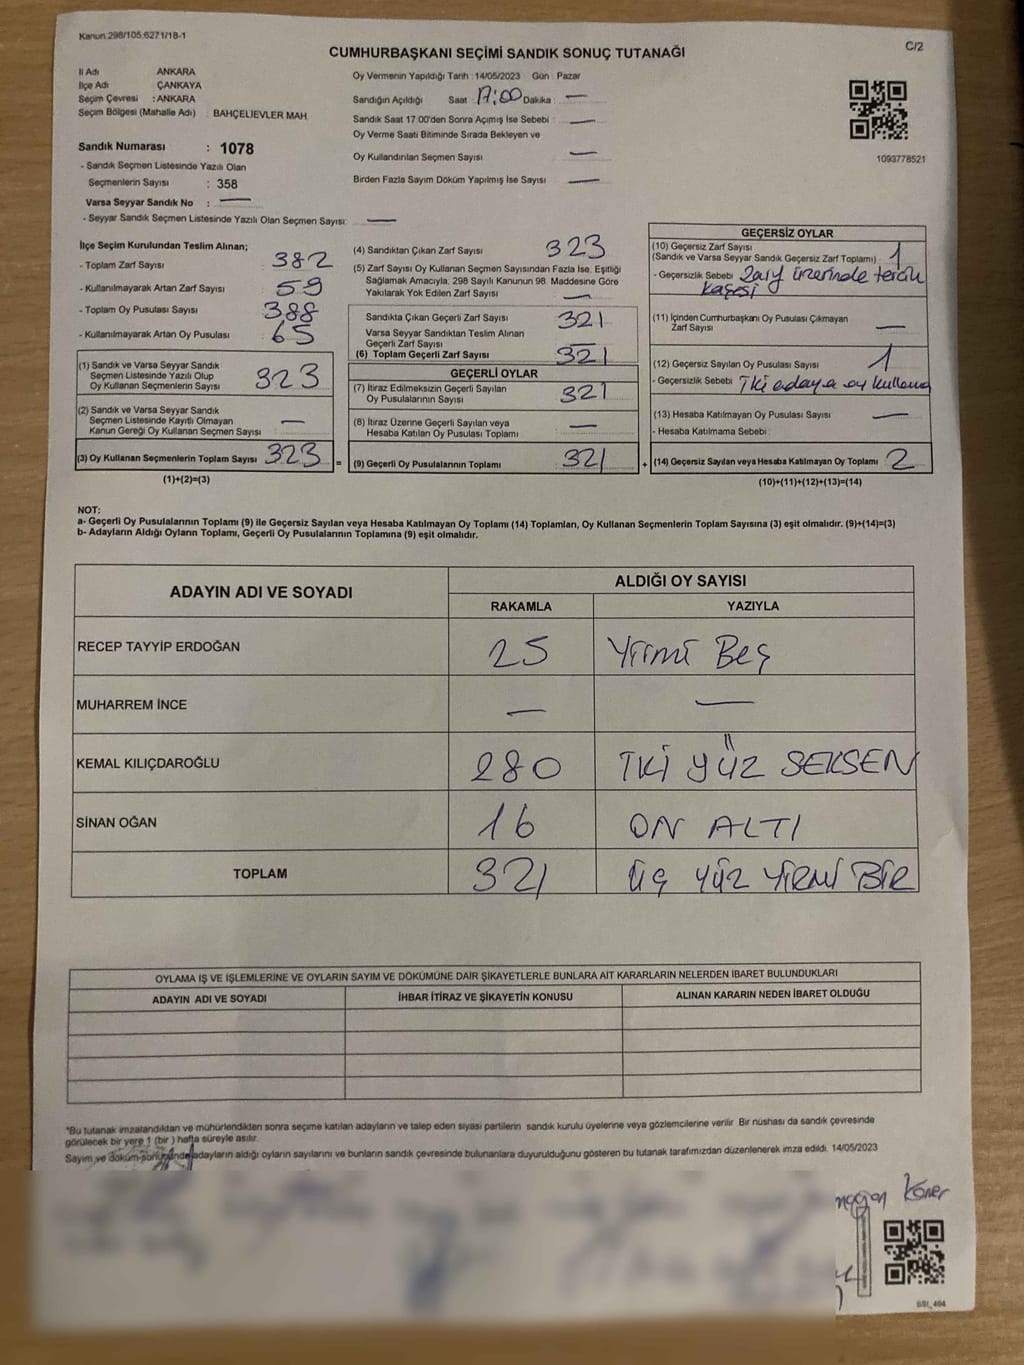 Kanun:298/105:6271/18-1
C/2
CUMHURBAŞKANI SEÇİMİ SANDIK SONUÇ TUTANAĞI
İl Adı ANKARA
İlçe Adı ÇANKAYA
Seçim Çevresi : ANKARA
Seçim Bölgesi (Mahalle Adı) : BAHÇELİEVLER MAH.
Sandık Numarası : 1078
- Sandık Seçmen Listesinde Yazılı Olan
Seçmenlerin Sayısı : 358
Varsa Seyyar Sandık No : —
- Seyyar Sandık Seçmen Listesinde Yazılı Olan Seçmen Sayısı: —
Oy Vermenin Yapıldığı Tarih : 14/05/2023 Gün : Pazar
Sandığın Açıldığı Saat : 17:00 Dakika : —
Sandık Saat 17:00'den Sonra Açımış İse Sebebi : —
Oy Verme Saati Bitiminde Sırada Bekleyen ve
Oy Kullandırılan Seçmen Sayısı —
Birden Fazla Sayım Döküm Yapılmış İse Sayısı —
1093778521
İlçe Seçim Kurulundan Teslim Alınan;
- Toplam Zarf Sayısı 382
- Kullanılmayarak Artan Zarf Sayısı 59
- Toplam Oy Pusulası Sayısı 388
- Kullanılmayarak Artan Oy Pusulası 65
(1) Sandık ve Varsa Seyyar Sandık
Seçmen Listesinde Yazılı Olup
Oy Kullanan Seçmenlerin Sayısı 323
(2) Sandık ve Varsa Seyyar Sandık
Seçmen Listesinde Kayıtlı Olmayan
Kanun Gereği Oy Kullanan Seçmen Sayısı —
(3) Oy Kullanan Seçmenlerin Toplam Sayısı 323 =
(1)+(2)=(3)
(4) Sandıktan Çıkan Zarf Sayısı 323
(5) Zarf Sayısı Oy Kullanan Seçmen Sayısından Fazla İse, Eşitliği
Sağlamak Amacıyla, 298 Sayılı Kanunun 98. Maddesine Göre
Yakılarak Yok Edilen Zarf Sayısı —
Sandıkta Çıkan Geçerli Zarf Sayısı 321
Varsa Seyyar Sandıktan Teslim Alınan
Geçerli Zarf Sayısı —
(6) Toplam Geçerli Zarf Sayısı 321
GEÇERLİ OYLAR
(7) İtiraz Edilmeksizin Geçerli Sayılan
Oy Pusulalarının Sayısı 321
(8) İtiraz Üzerine Geçerli Sayılan veya
Hesaba Katılan Oy Pusulası Toplamı —
(9) Geçerli Oy Pusulalarının Toplamı 321 +
GEÇERSİZ OYLAR
(10) Geçersiz Zarf Sayısı
(Sandık ve Varsa Seyyar Sandık Geçersiz Zarf Toplamı) 1
- Geçersizlik Sebebi Zarf üzerinde tercih
kaşesi
(11) İçinden Cumhurbaşkanı Oy Pusulası Çıkmayan
Zarf Sayısı —
(12) Geçersiz Sayılan Oy Pusulası Sayısı 1
- Geçersizlik Sebebi İki adaya oy
(13) Hesaba Katılmayan Oy Pusulası Sayısı —
- Hesaba Katılmama Sebebi :
(14) Geçersiz Sayılan veya Hesaba Katılmayan Oy Toplamı 2
(10)+(11)+(12)+(13)=(14)
NOT:
a- Geçerli Oy Pusulalarının Toplamı (9) ile Geçersiz Sayılan veya Hesaba Katılmayan Oy Toplamı (14) Toplamları, Oy Kullanan Seçmenlerin Toplam Sayısına (3) eşit olmalıdır. (9)+(14)=(3)
b- Adayların Aldığı Oyların Toplamı, Geçerli Oy Pusulalarının Toplamına (9) eşit olmalıdır.
ADAYIN ADI VE SOYADI
ALDIĞI OY SAYISI
RAKAMLA YAZIYLA
RECEP TAYYİP ERDOĞAN 25 Yirmi Beş
MUHARREM İNCE — —
KEMAL KILIÇDAROĞLU 280 İKİ YÜZ SEKSEN
SİNAN OĞAN 16 ON ALTI
TOPLAM 321 ÜÇ YÜZ YİRMİ BİR
OYLAMA İŞ VE İŞLEMLERİNE VE OYLARIN SAYIM VE DÖKÜMÜNE DAİR ŞİKAYETLERLE BUNLARA AİT KARARLARIN NELERDEN İBARET BULUNDUKLARI
ADAYIN ADI VE SOYADI İHBAR İTİRAZ VE ŞİKAYETİN KONUSU ALINAN KARARIN NEDEN İBARET OLDUĞU
"Bu tutanak imzalandıktan ve mühürlendikten sonra seçime katılan adayların ve talep eden siyasi partilerin sandık kurulu üyelerine veya gözlemcilerine verilir. Bir nüshası da sandık çevresinde
görülecek bir yere 1 (bir ) hafta süreyle asılır.
Sayım ve döküm sonucunda adayların aldığı oyların sayılarını ve bunların sandık çevresinde bulunanlara duyurulduğunu gösteren bu tutanak tarafımızdan düzenlenerek imza edildi. 14/05/2023